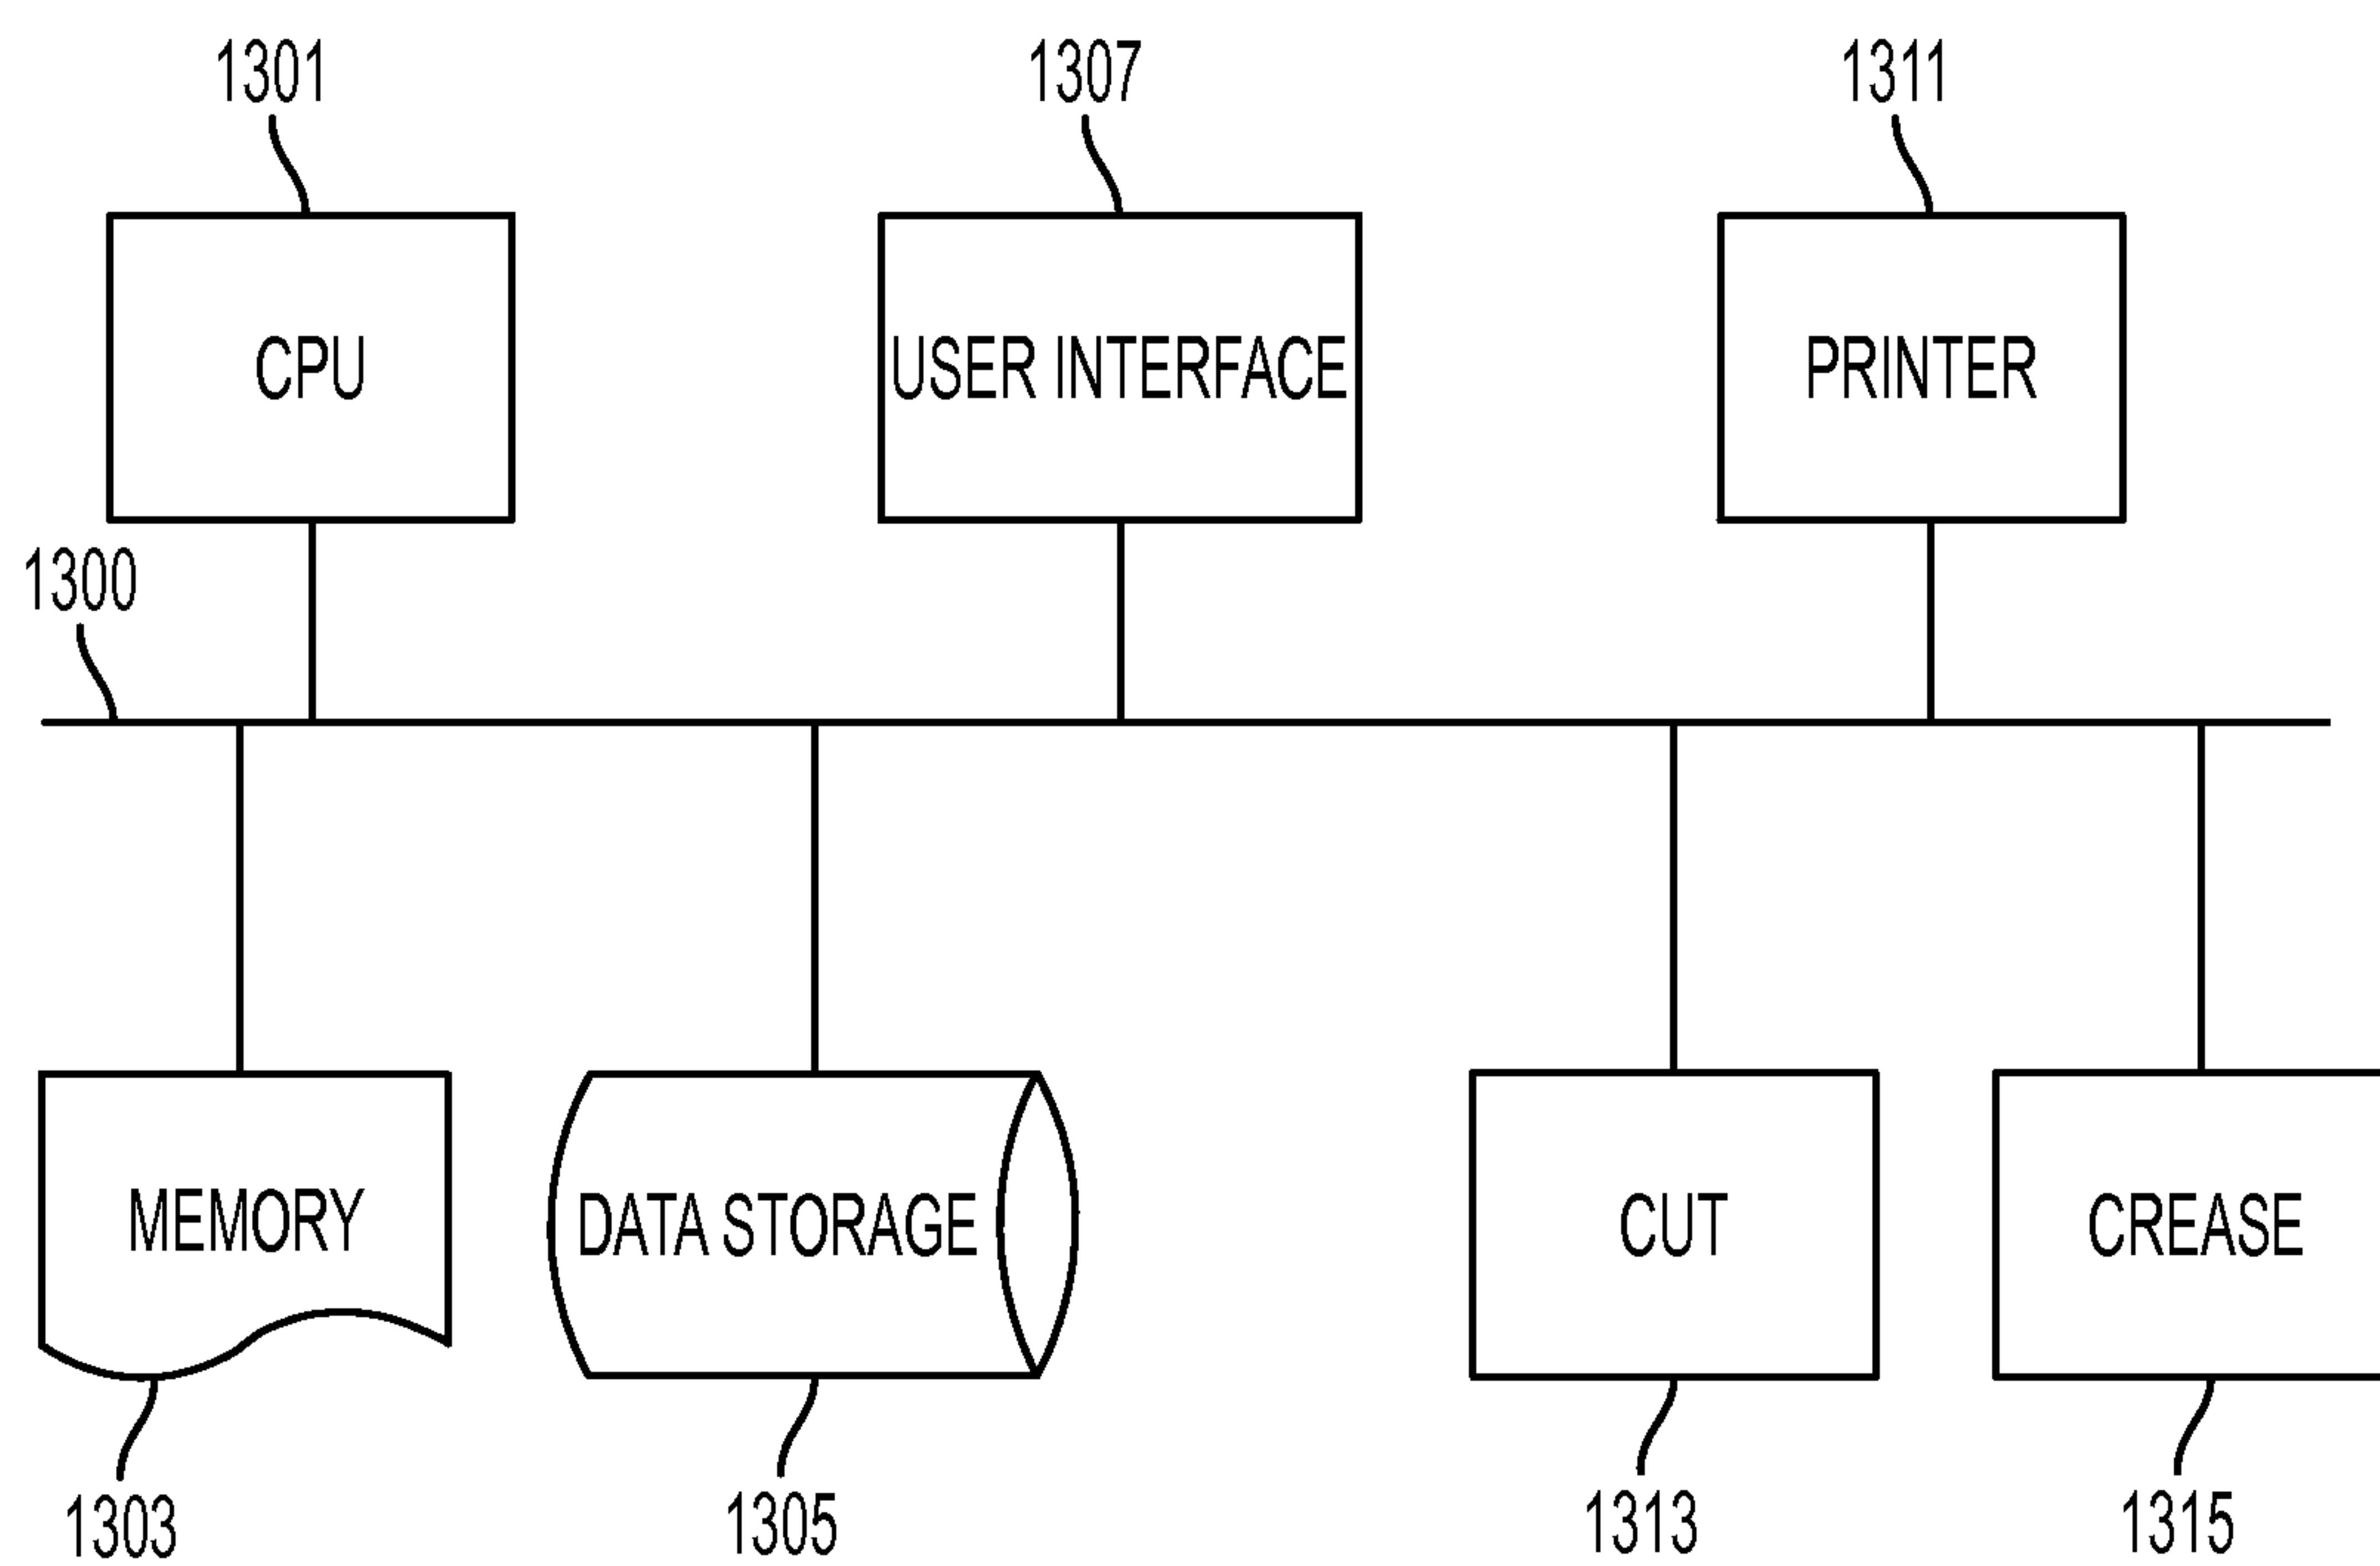 1301
1307
1311
CPU
USER INTERFACE
PRINTER
1300
MEMORY
DATA STORAGE
CUT
CREASE
1303
1305
1313
1315